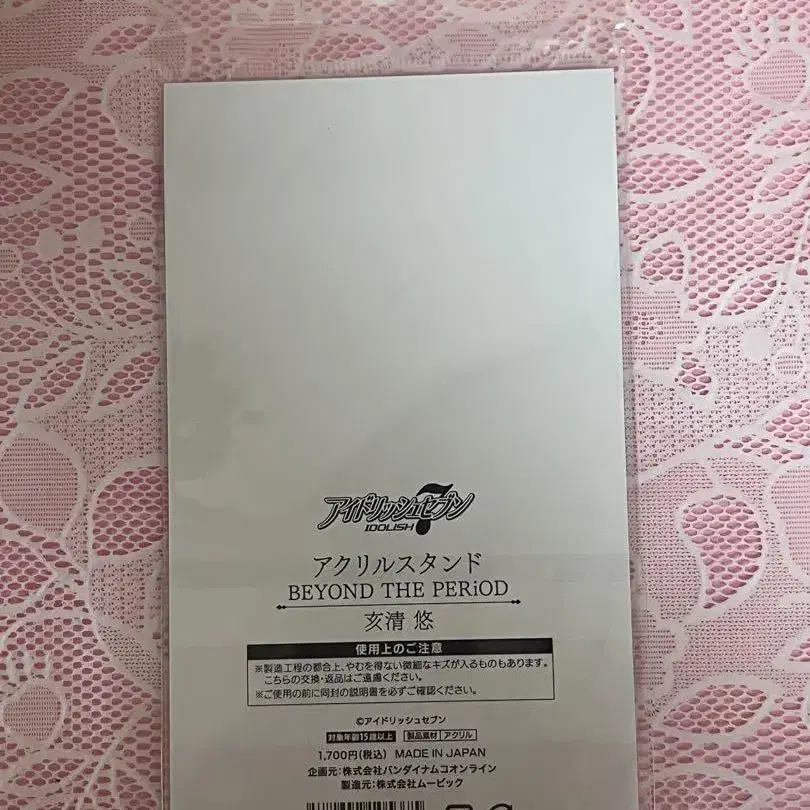 アイドリッシュセブン
7
IDOLiSH
アクリルスタンド
BEYOND THE PERiOD
亥清 悠
使用上のご注意
※製造工程の都合上、やむを得ない微細なキズが入るものもあります。
こちらの交換・返品はご遠慮ください。
※ご使用の前に同封の説明書を必ずご確認ください。
©アイドリッシュセブン
対象年齢15歳以上 製品素材 アクリル
1,700円(税込) MADE IN JAPAN
企画元：株式会社バンダイナムコオンライン
製造元：株式会社ムービック